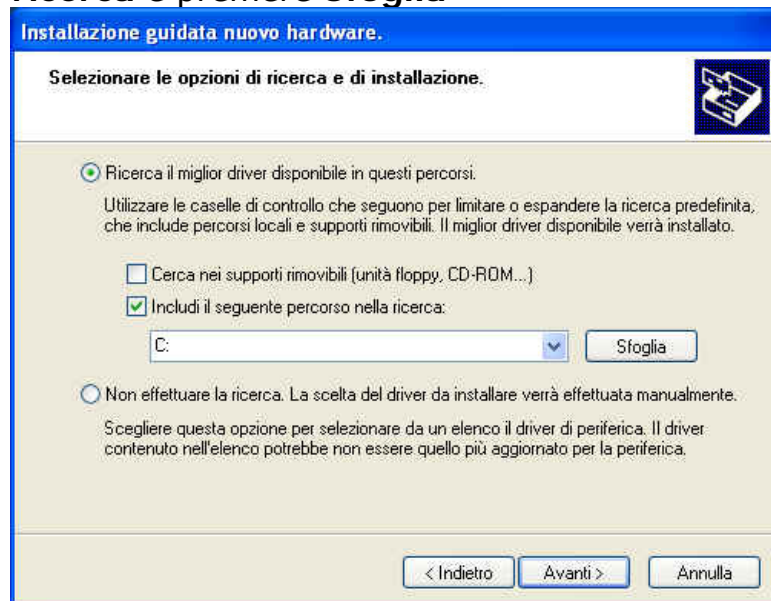 Ricerca e premere Sfoglia
Installazione guidata nuovo hardware.
Selezionare le opzioni di ricerca e di installazione.
Ricerca il miglior driver disponibile in questi percorsi.
Utilizzare le caselle di controllo che seguono per limitare o espandere la ricerca predefinita,
che include percorsi locali e supporti rimovibili. Il miglior driver disponibile verrà installato.
Cerca nei supporti rimovibili (unità floppy, CD-ROM...)
Includi il seguente percorso nella ricerca:
C:
Sfoglia
Non effettuare la ricerca. La scelta del driver da installare verrà effettuata manualmente.
Scegliere questa opzione per selezionare da un elenco il driver di periferica. Il driver
contenuto nell'elenco potrebbe non essere quello più aggiornato per la periferica.
< Indietro
Avanti >
Annulla